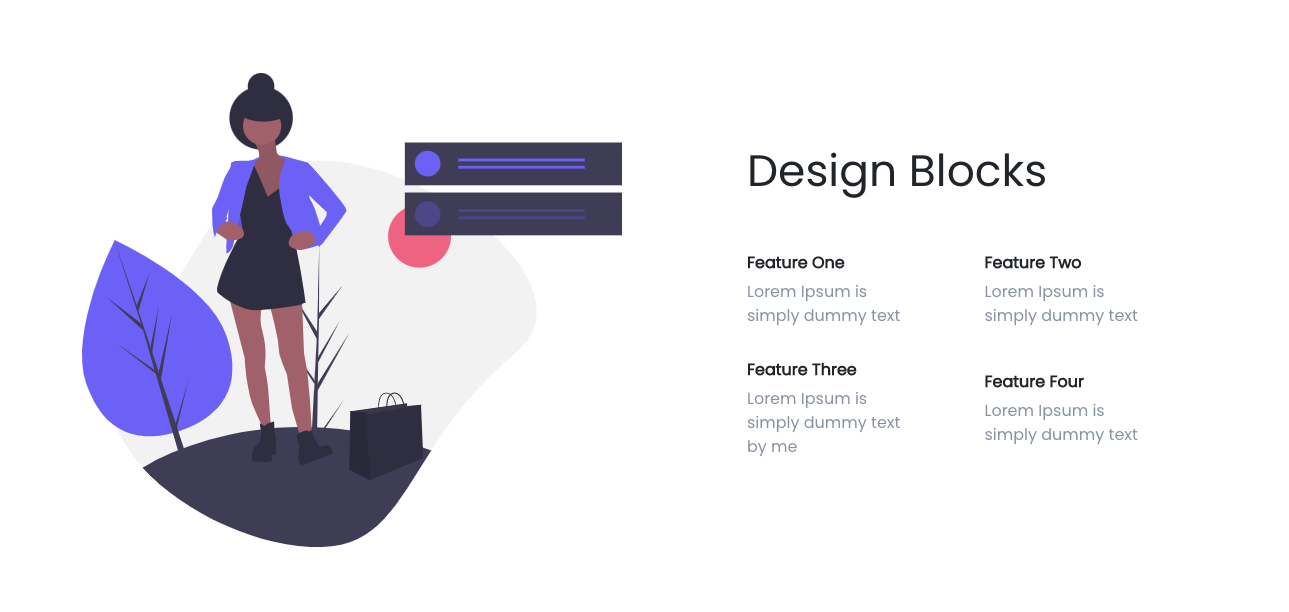 Design Blocks
Feature One
Lorem Ipsum is
simply dummy text
Feature Two
Lorem Ipsum is
simply dummy text
Feature Three
Lorem Ipsum is
simply dummy text
by me
Feature Four
Lorem Ipsum is
simply dummy text